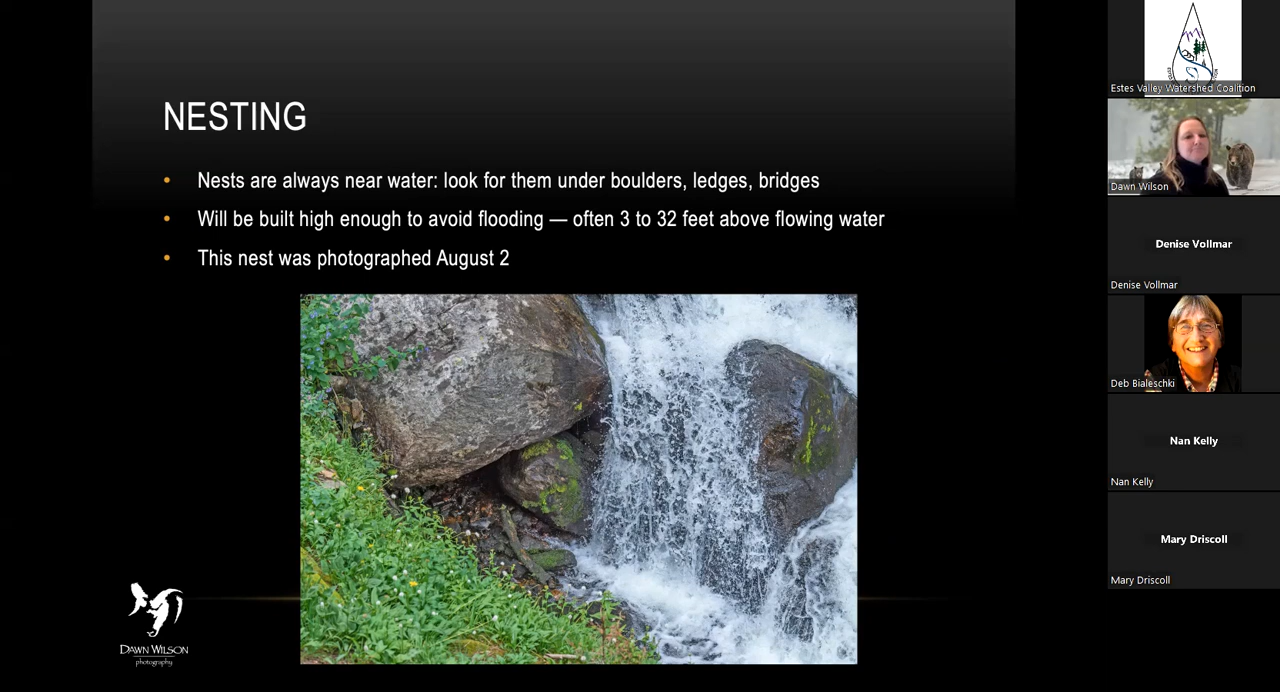 NESTING
• Nests are always near water: look for them under boulders, ledges, bridges
• Will be built high enough to avoid flooding — often 3 to 32 feet above flowing water
• This nest was photographed August 2
DAWN WILSON
photography
Estes Valley Watershed Coalition
Dawn Wilson
Denise Vollmar
Denise Vollmar
Deb Bialeschki
Nan Kelly
Nan Kelly
Mary Driscoll
Mary Driscoll